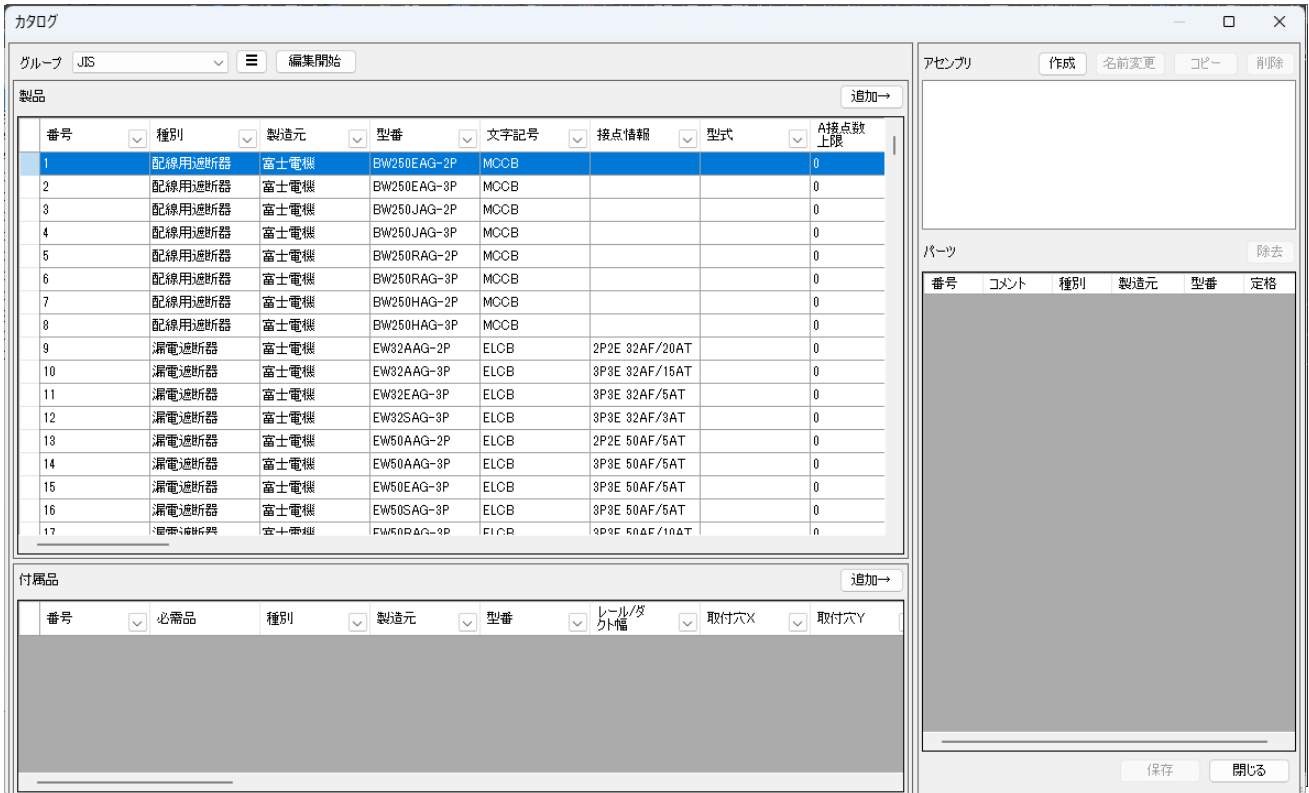 カタログ
グループ JIS ☰ 編集開始
製品 追加→
番号 種別 製造元 型番 文字記号 接点情報 型式 A接点数上限
1 配線用遮断器 富士電機 BW250EAG-2P MCCB 0
2 配線用遮断器 富士電機 BW250EAG-3P MCCB 0
3 配線用遮断器 富士電機 BW250JAG-2P MCCB 0
4 配線用遮断器 富士電機 BW250JAG-3P MCCB 0
5 配線用遮断器 富士電機 BW250RAG-2P MCCB 0
6 配線用遮断器 富士電機 BW250RAG-3P MCCB 0
7 配線用遮断器 富士電機 BW250HAG-2P MCCB 0
8 配線用遮断器 富士電機 BW250HAG-3P MCCB 0
9 漏電遮断器 富士電機 EW32AAG-2P ELCB 2P2E 32AF/20AT 0
10 漏電遮断器 富士電機 EW32AAG-3P ELCB 3P3E 32AF/15AT 0
11 漏電遮断器 富士電機 EW32EAG-3P ELCB 3P3E 32AF/5AT 0
12 漏電遮断器 富士電機 EW32SAG-3P ELCB 3P3E 32AF/3AT 0
13 漏電遮断器 富士電機 EW50AAG-2P ELCB 2P2E 50AF/5AT 0
14 漏電遮断器 富士電機 EW50AAG-3P ELCB 3P3E 50AF/5AT 0
15 漏電遮断器 富士電機 EW50EAG-3P ELCB 3P3E 50AF/5AT 0
16 漏電遮断器 富士電機 EW50SAG-3P ELCB 3P3E 50AF/5AT 0
17 漏電遮断器 富士電機 EW50RAG-3P ELCB 3P3E 50AF/10AT 0
付属品 追加→
番号 必需品 種別 製造元 型番 レール/ダクト幅 取付穴X 取付穴Y
アセンブリ 作成 名前変更 コピー 削除
パーツ 除去
番号 コメント 種別 製造元 型番 定格
保存 閉じる